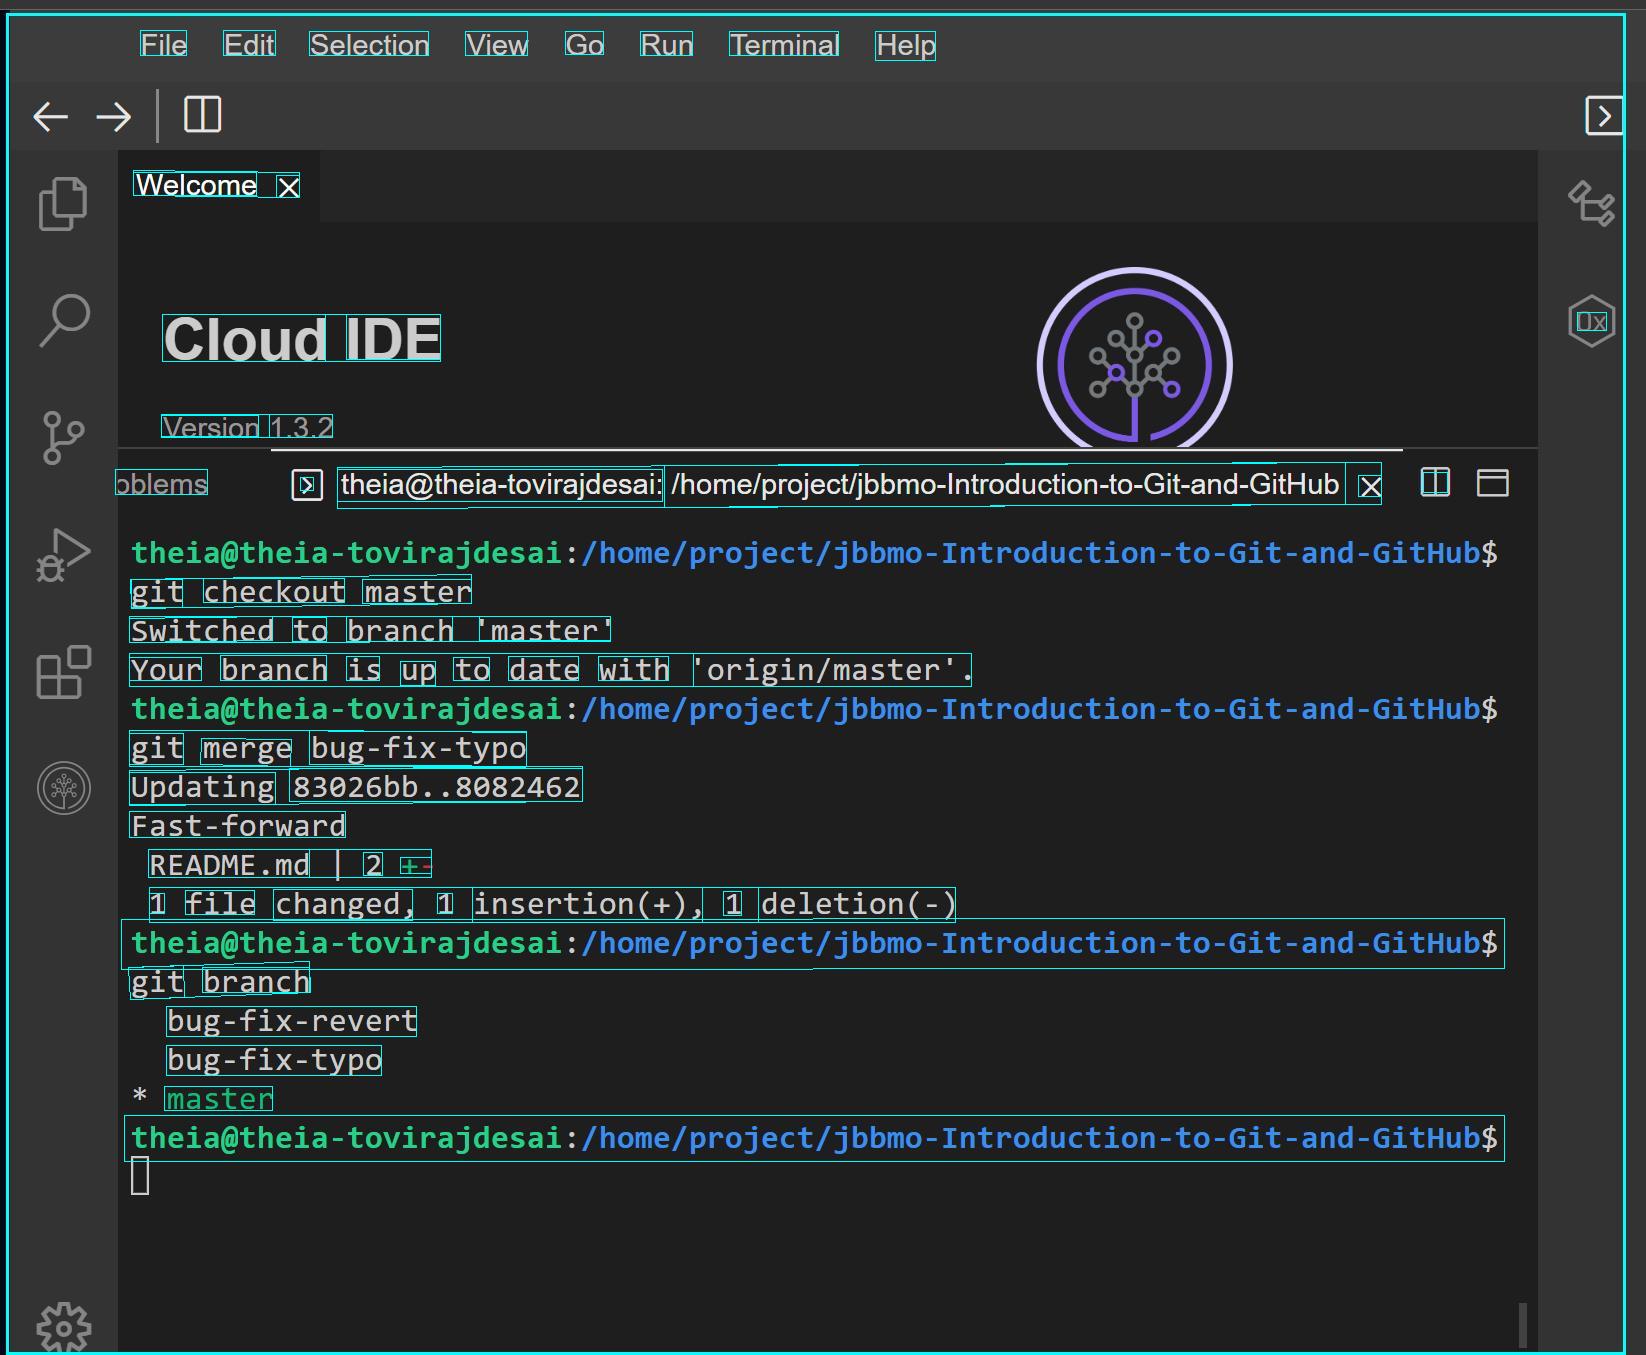 File Edit Selection View Go Run Terminal Help
Welcome
Cloud IDE
0x
Version 1.3.2
oblems theia@theia-tovirajdesai: /home/project/jbbmo-Introduction-to-Git-and-GitHub
theia@theia-tovirajdesai:/home/project/jbbmo-Introduction-to-Git-and-GitHub$
git checkout master
Switched to branch 'master'
Your branch is up to date with 'origin/master'.
theia@theia-tovirajdesai:/home/project/jbbmo-Introduction-to-Git-and-GitHub$
git merge bug-fix-typo
Updating 83026bb..8082462
Fast-forward
README.md | 2 +-
1 file changed, 1 insertion(+), 1 deletion(-)
theia@theia-tovirajdesai:/home/project/jbbmo-Introduction-to-Git-and-GitHub$
git branch
bug-fix-revert
bug-fix-typo
* master
theia@theia-tovirajdesai:/home/project/jbbmo-Introduction-to-Git-and-GitHub$